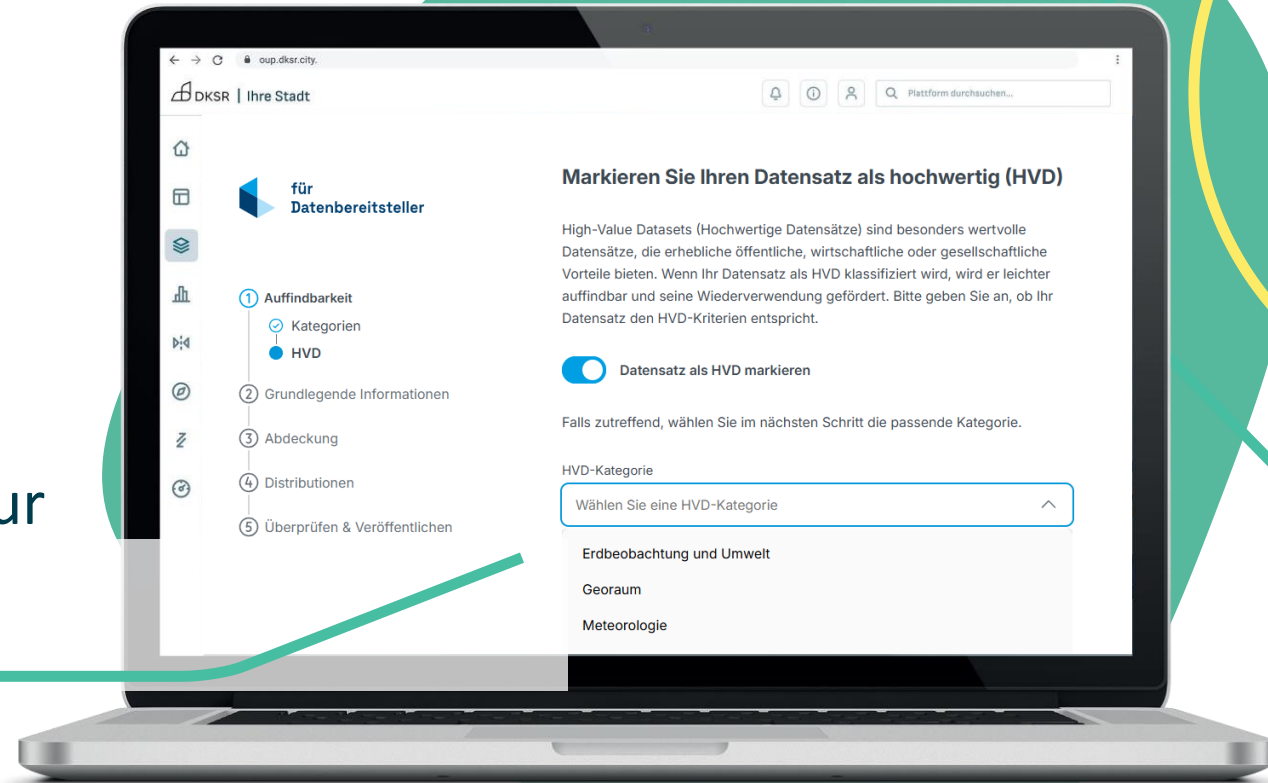 oup.dksr.city.
DKSR | Ihre Stadt
Plattform durchsuchen...
für
Datenbereitsteller
1 Auffindbarkeit
Kategorien
HVD
2 Grundlegende Informationen
3 Abdeckung
4 Distributionen
5 Überprüfen & Veröffentlichen
Markieren Sie Ihren Datensatz als hochwertig (HVD)
High-Value Datasets (Hochwertige Datensätze) sind besonders wertvolle
Datensätze, die erhebliche öffentliche, wirtschaftliche oder gesellschaftliche
Vorteile bieten. Wenn Ihr Datensatz als HVD klassifiziert wird, wird er leichter
auffindbar und seine Wiederverwendung gefördert. Bitte geben Sie an, ob Ihr
Datensatz den HVD-Kriterien entspricht.
Datensatz als HVD markieren
Falls zutreffend, wählen Sie im nächsten Schritt die passende Kategorie.
HVD-Kategorie
Wählen Sie eine HVD-Kategorie
Erdbeobachtung und Umwelt
Georaum
Meteorologie